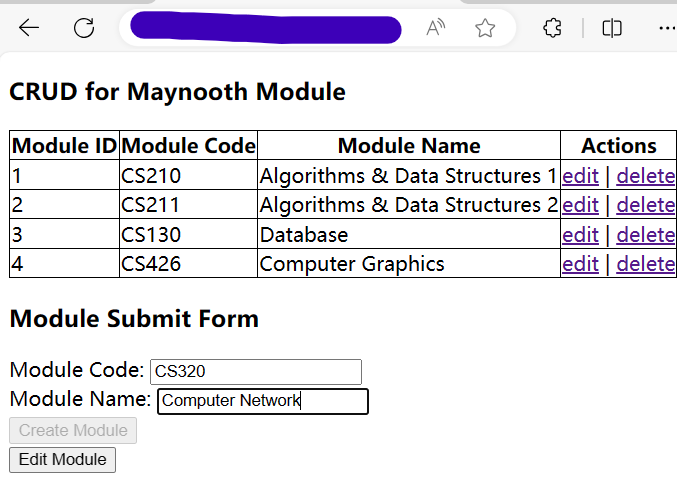 CRUD for Maynooth Module
Module ID Module Code Module Name Actions
1 CS210 Algorithms & Data Structures 1 edit | delete
2 CS211 Algorithms & Data Structures 2 edit | delete
3 CS130 Database edit | delete
4 CS426 Computer Graphics edit | delete
Module Submit Form
Module Code: CS320
Module Name: Computer Network
Create Module
Edit Module